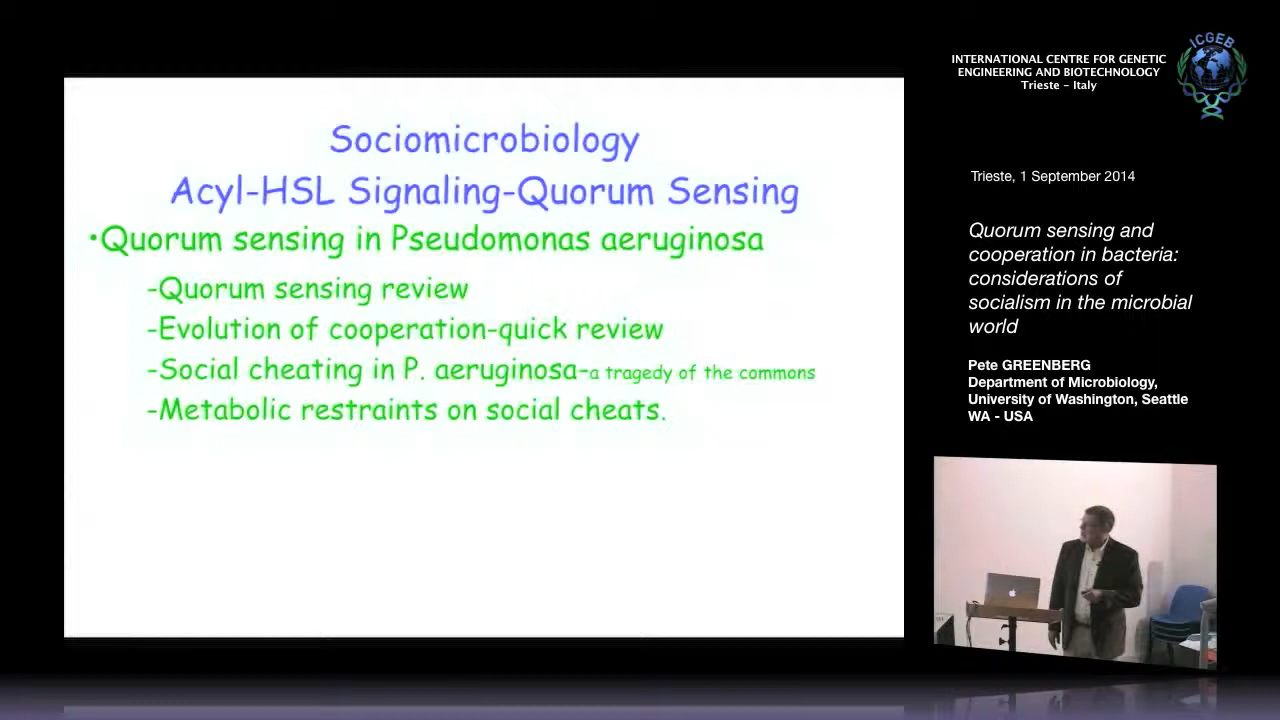 Sociomicrobiology
Acyl-HSL Signaling-Quorum Sensing
•Quorum sensing in Pseudomonas aeruginosa
-Quorum sensing review
-Evolution of cooperation-quick review
-Social cheating in P. aeruginosa-a tragedy of the commons
-Metabolic restraints on social cheats.
INTERNATIONAL CENTRE FOR GENETIC
ENGINEERING AND BIOTECHNOLOGY
Trieste - Italy
ICGEB
Trieste, 1 September 2014
Quorum sensing and
cooperation in bacteria:
considerations of
socialism in the microbial
world
Pete GREENBERG
Department of Microbiology,
University of Washington, Seattle
WA - USA